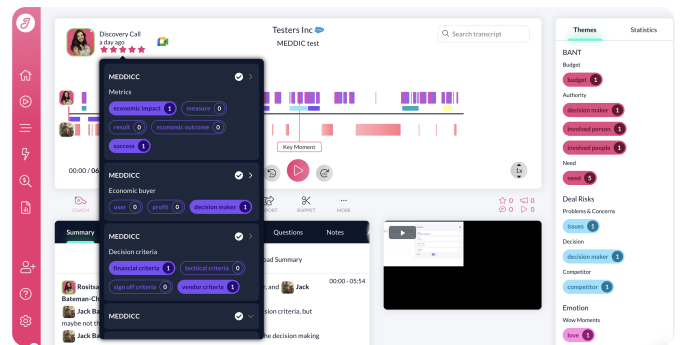 Discovery Call
a day ago
Testers Inc
MEDDIC test
Search transcript
MEDDICC
Metrics
economic impact 1
measure 0
result 0
economic outcome 0
success 1
MEDDICC
Economic buyer
user 0
profit 0
decision maker 1
MEDDICC
Decision criteria
financial criteria 1
techical criteria 0
sign off criteria 0
vendor criteria 1
MEDDICC
Key Moment
00:00 / 06
1x
COACH
SNIPPET
MORE
0
0
0
0
Summary
Questions
Notes
Summary
00:00 - 05:54
and Jack
Bateman-Ch
Jack Ba
sion criteria, but
maybe not th
Jack Ba
he decision making
Themes
Statistics
BANT
Budget
budget 1
Authority
decision maker 1
involved person 1
involved people 1
Need
need 5
Deal Risks
Problems & Concerns
issues 1
Decision
decision maker 1
Competitor
competitor 1
Emotion
Wow Moments
love 1